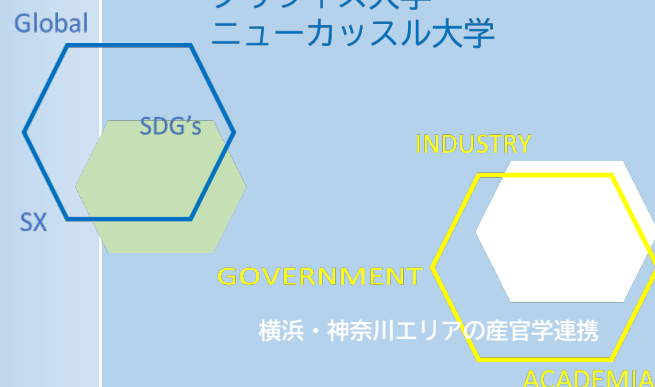 Global
ニューカッスル大学
SDG's
INDUSTRY
SX
GOVERNMENT
横浜・神奈川エリアの産官学連携
ACADEMIA